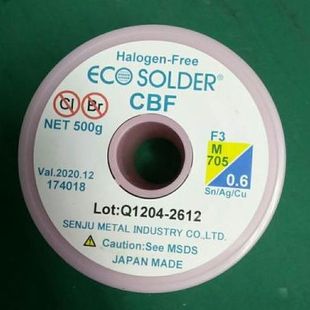 Halogen-Free
ECO SOLDER®
Cl Br
CBF
NET 500g
F3
M
705
0.6
Sn/Ag/Cu
Val.2020.12
174018
Lot:Q1204-2612
SENJU METAL INDUSTRY CO.,LTD.
Caution:See MSDS
JAPAN MADE